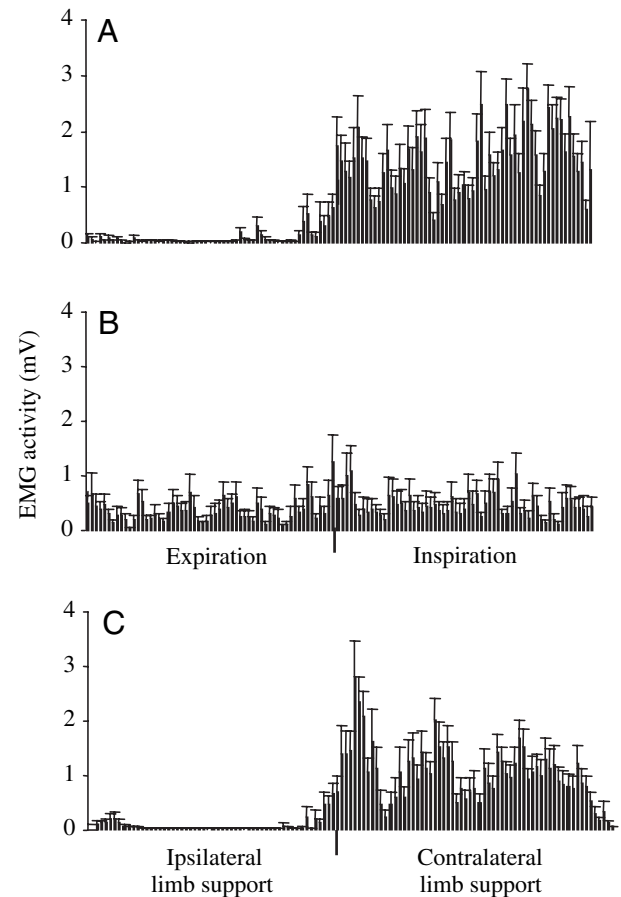 A
4
3
2
1
0
B
4
3
2
1
0
EMG activity (mV)
Expiration Inspiration
C
4
3
2
1
0
Ipsilateral Contralateral
limb support limb support